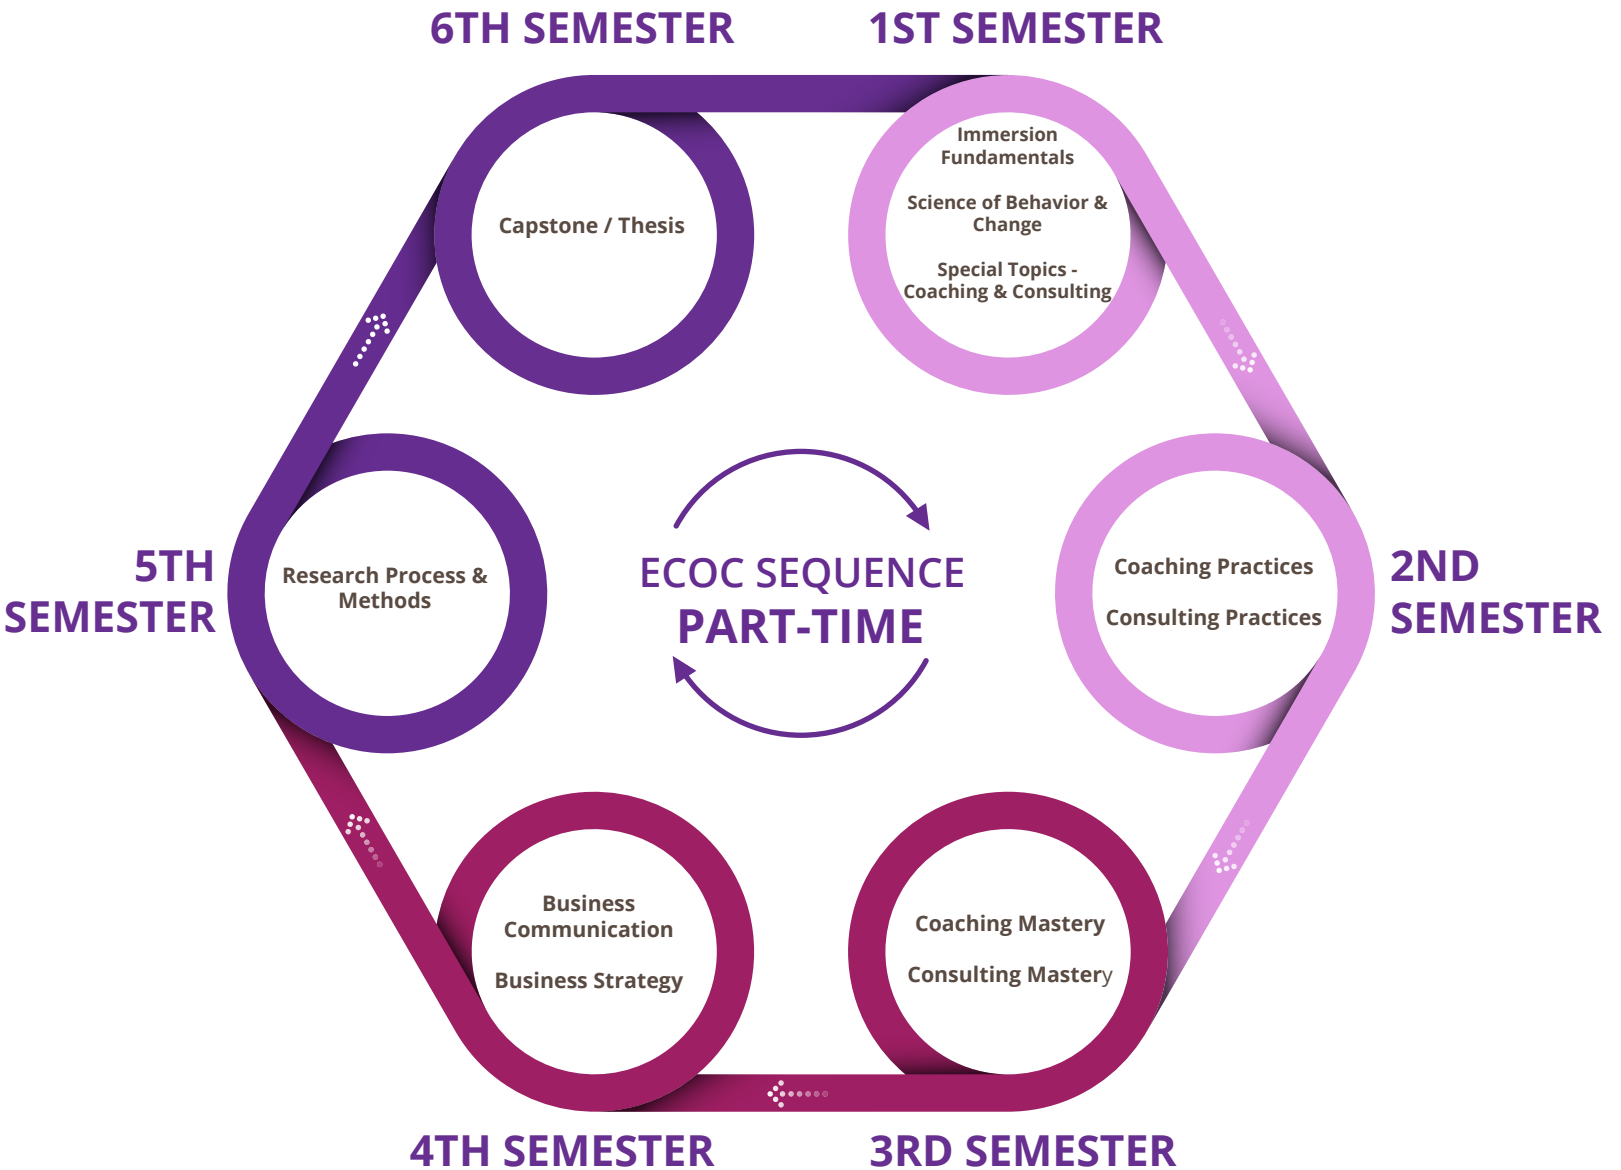 6TH SEMESTER
1ST SEMESTER
Immersion
Fundamentals
Science of Behavior &
Change
Special Topics -
Coaching & Consulting
Capstone / Thesis
5TH
SEMESTER
Research Process &
Methods
ECOC SEQUENCE
PART-TIME
Coaching Practices
Consulting Practices
2ND
SEMESTER
Business
Communication
Business Strategy
Coaching Mastery
Consulting Mastery
4TH SEMESTER
3RD SEMESTER